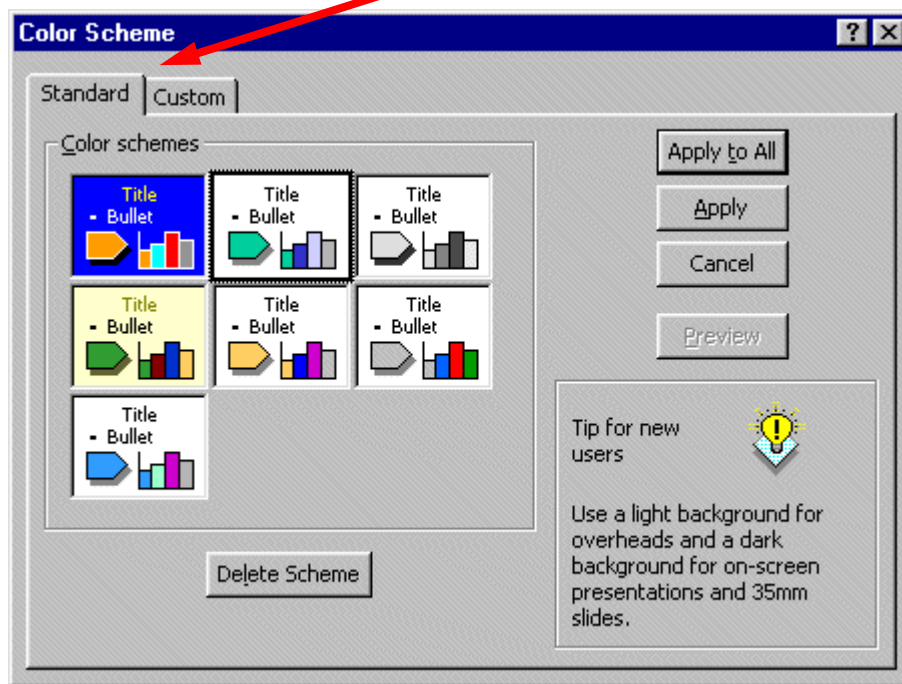 Color Scheme
Standard
Custom
Color schemes
Title
- Bullet
Title
- Bullet
Title
- Bullet
Title
- Bullet
Title
- Bullet
Title
- Bullet
Title
- Bullet
Delete Scheme
Apply to All
Apply
Cancel
Preview
Tip for new
users
Use a light background for
overheads and a dark
background for on-screen
presentations and 35mm
slides.